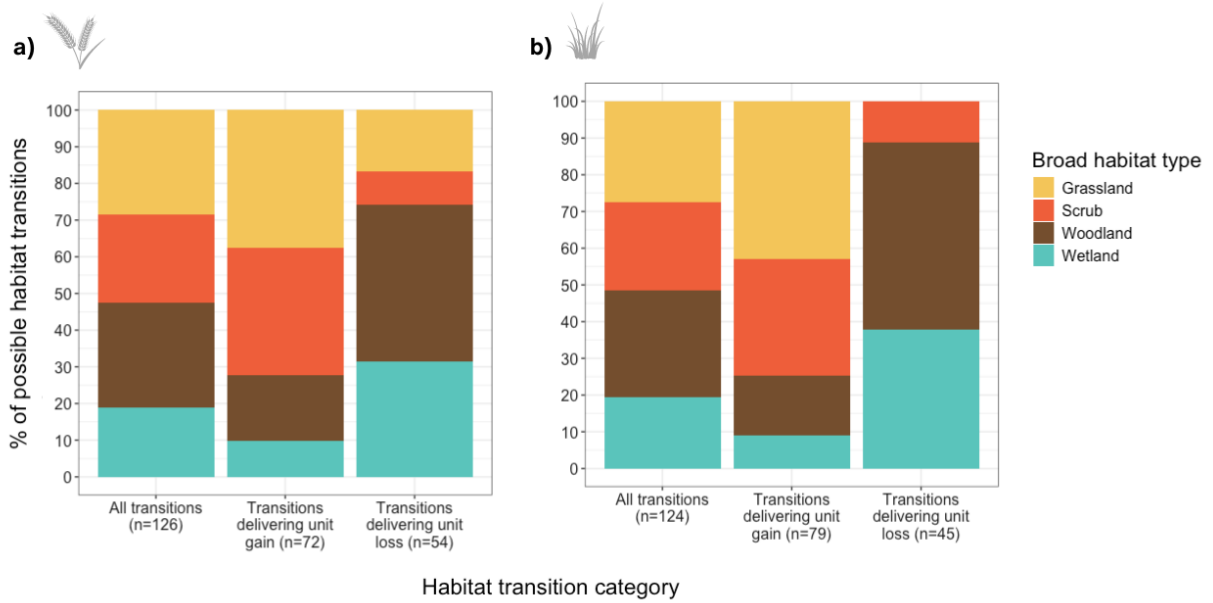 a)
b)
% of possible habitat transitions
100
90
80
70
60
50
40
30
20
10
0
All transitions
(n=126)
Transitions
delivering unit
gain (n=72)
Transitions
delivering unit
loss (n=54)
100
90
80
70
60
50
40
30
20
10
0
All transitions
(n=124)
Transitions
delivering unit
gain (n=79)
Transitions
delivering unit
loss (n=45)
Broad habitat type
Grassland
Scrub
Woodland
Wetland
Habitat transition category